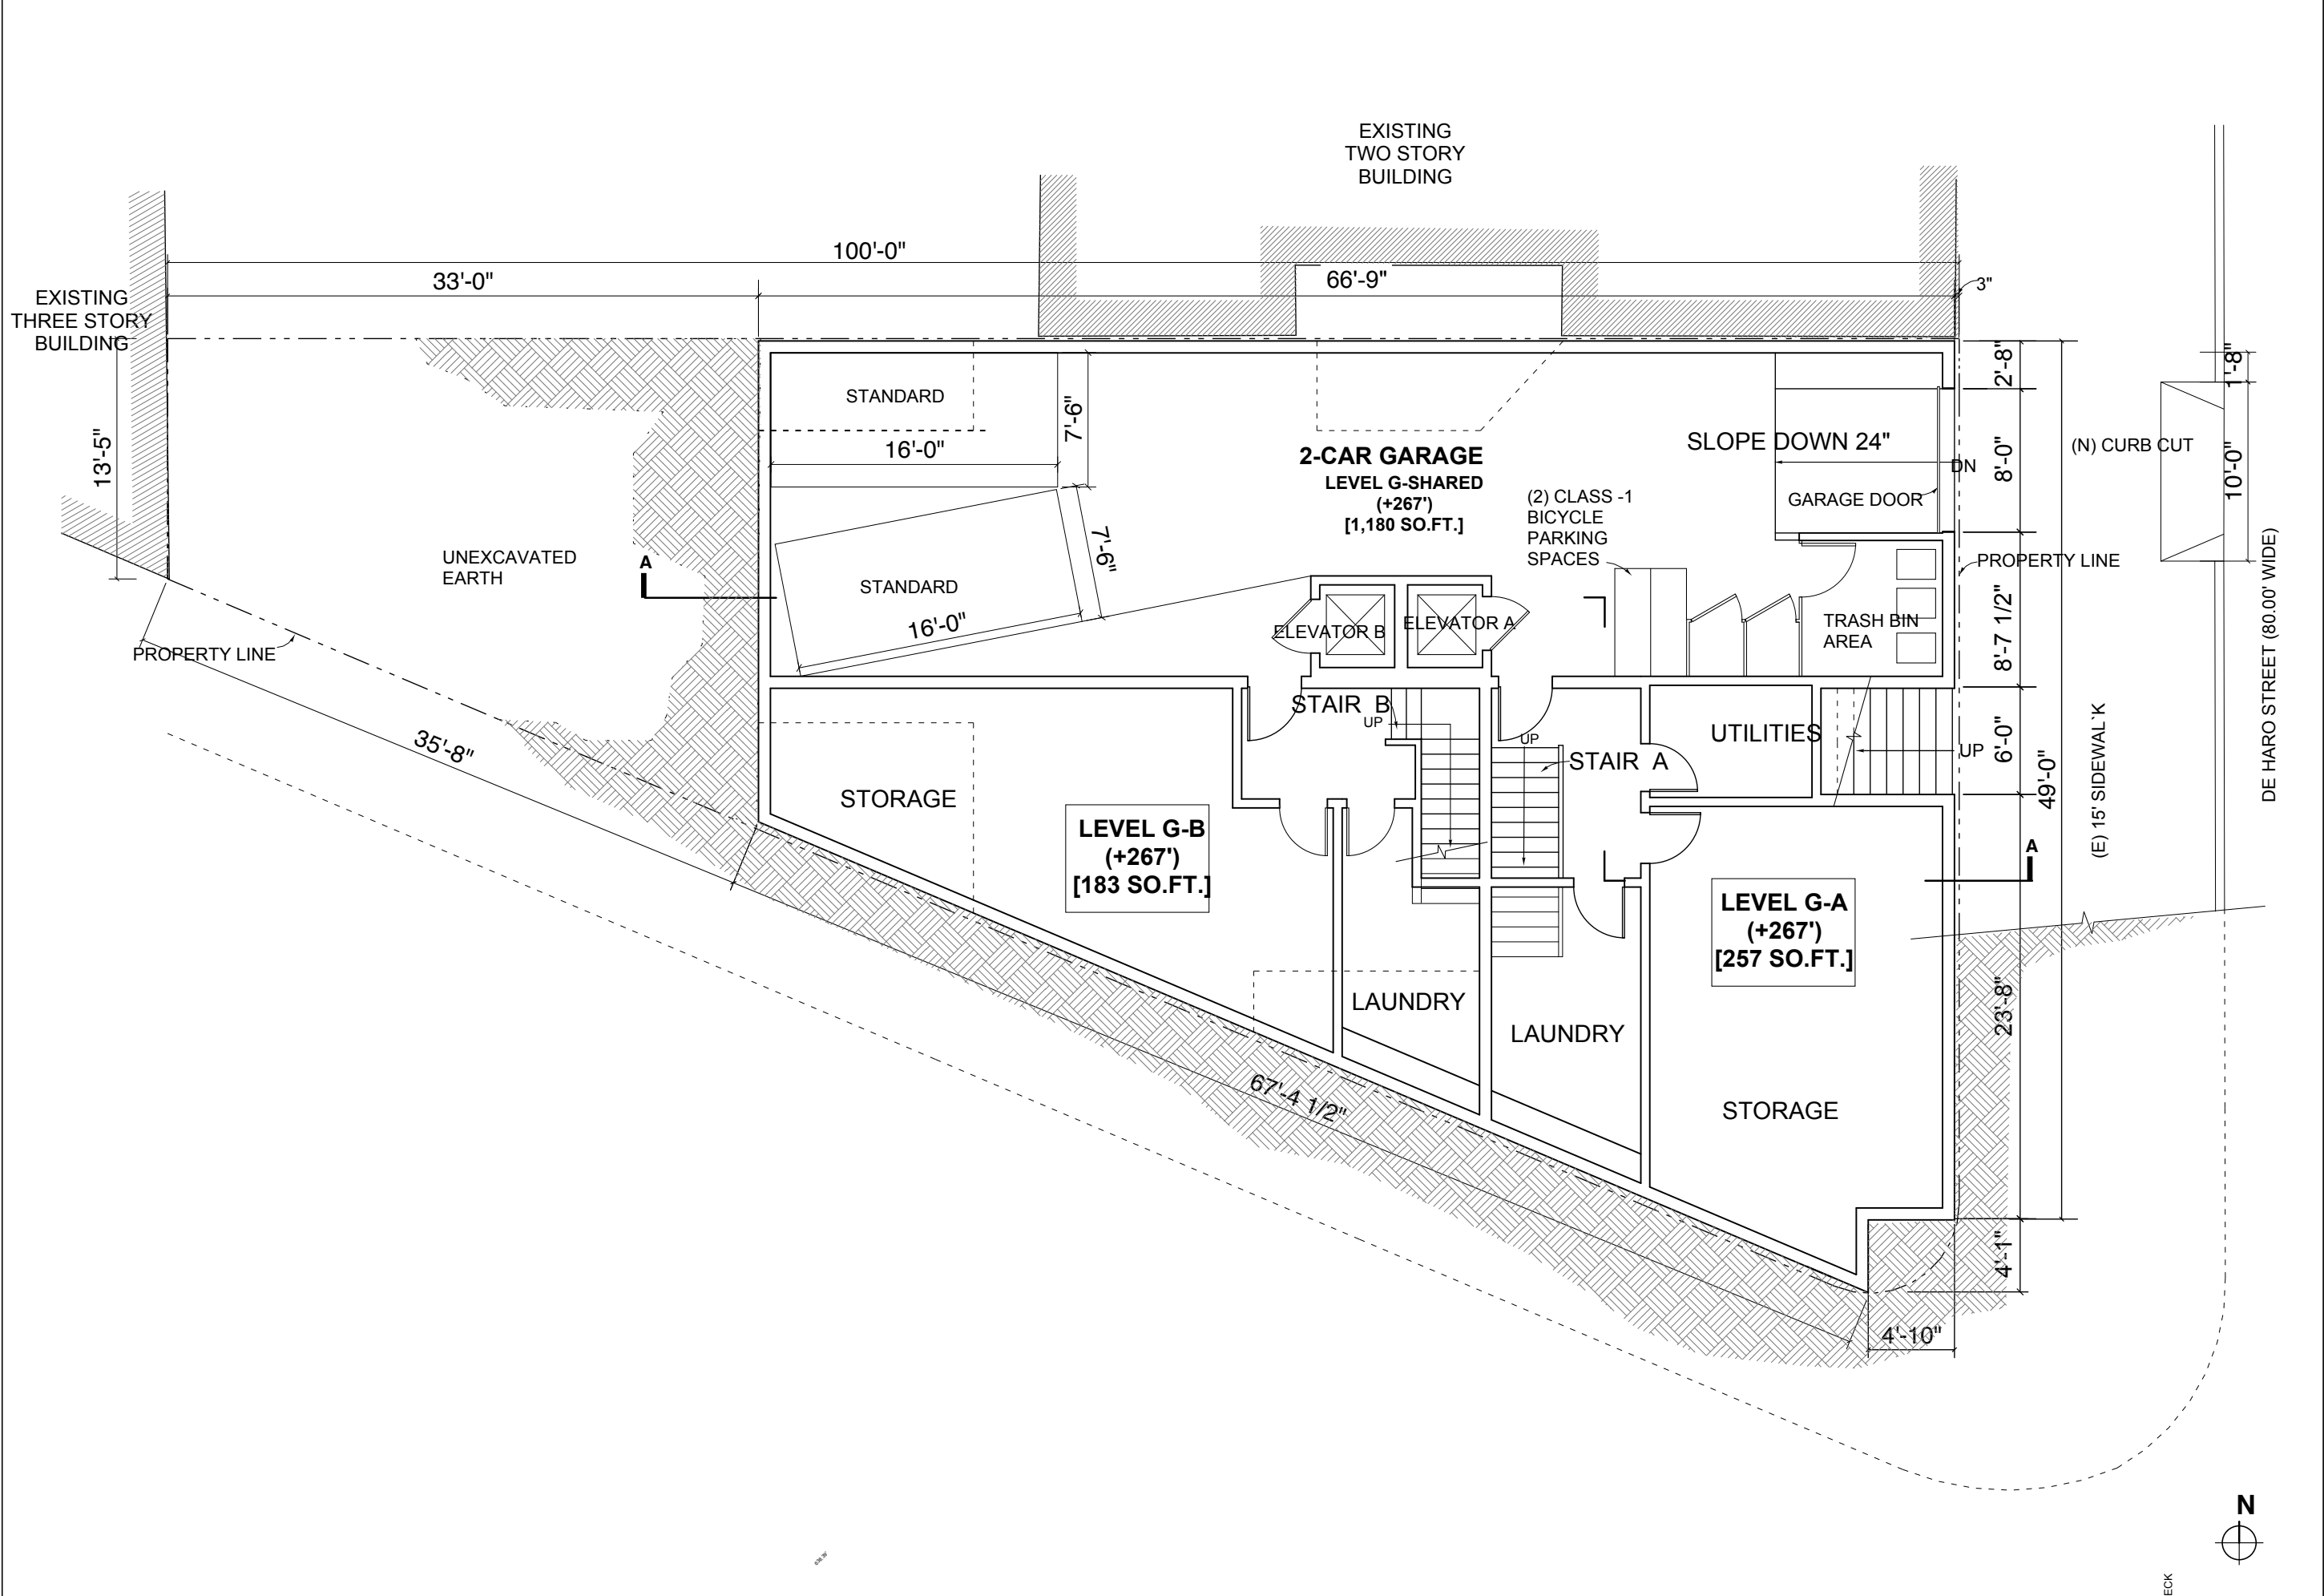 EXISTING
TWO STORY
BUILDING
100'-0"
33'-0"
66'-9"
3"
EXISTING
THREE STORY
BUILDING
13'-5"
STANDARD
16'-0"
7'-6"
STANDARD
16'-0"
7'-6"
2-CAR GARAGE
LEVEL G-SHARED
(+267')
[1,180 SO.FT.]
(2) CLASS -1
BICYCLE
PARKING
SPACES
SLOPE DOWN 24"
DN
GARAGE DOOR
2'-8"
8'-0"
8'-7 1/2"
6'-0"
49'-0"
23'-8"
4'-1"
4'-10"
1'-8"
10'-0"
(N) CURB CUT
PROPERTY LINE
DE HARO STREET (80.00' WIDE)
(E) 15' SIDEWAL`K
UNEXCAVATED
EARTH
A
PROPERTY LINE
35'-8"
67'-4 1/2"
ELEVATOR B
ELEVATOR A
TRASH BIN
AREA
STAIR B
UP
UP
STAIR A
UTILITIES
UP
STORAGE
LEVEL G-B
(+267')
[183 SO.FT.]
LAUNDRY
LAUNDRY
LEVEL G-A
(+267')
[257 SO.FT.]
A
STORAGE
N
ECK